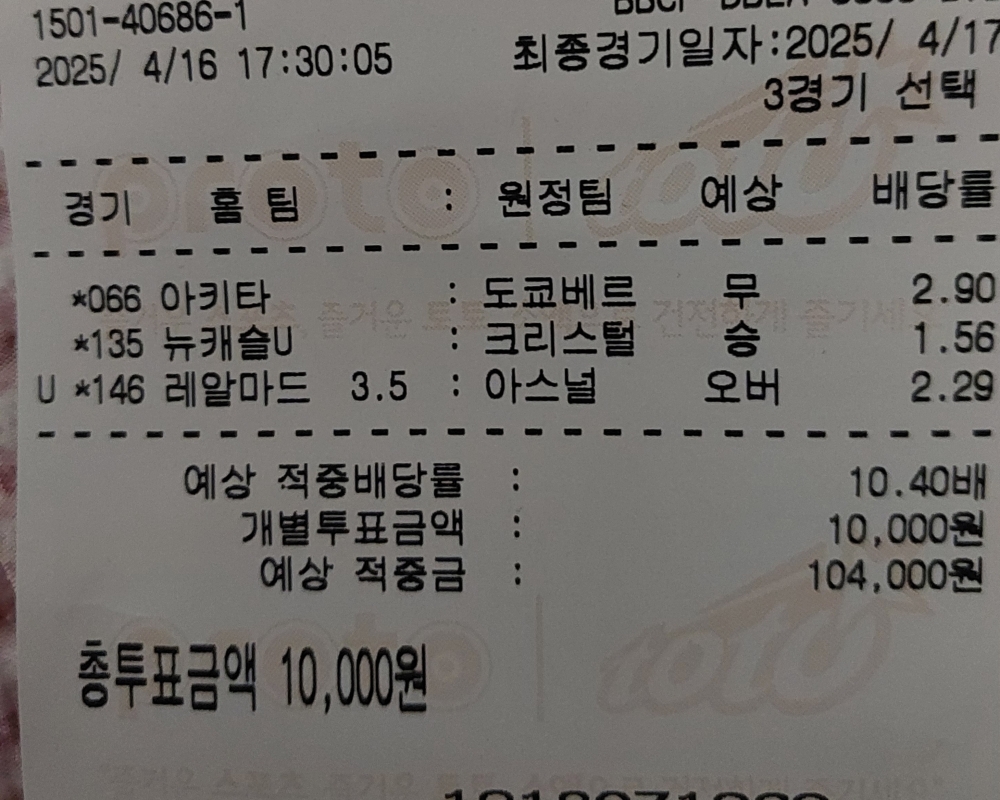 1501-40686-1
2025/ 4/16 17:30:05
최종경기일자:2025/ 4/17
3경기 선택
경기 홈 팀 : 원정팀 예상 배당률
*066 아키타 : 도쿄베르 무 2.90
*135 뉴캐슬U : 크리스털 승 1.56
U *146 레알마드 3.5 : 아스널 오버 2.29
예상 적중배당률 : 10.40배
개별투표금액 : 10,000원
예상 적중금 : 104,000원
총투표금액 10,000원
proto toto